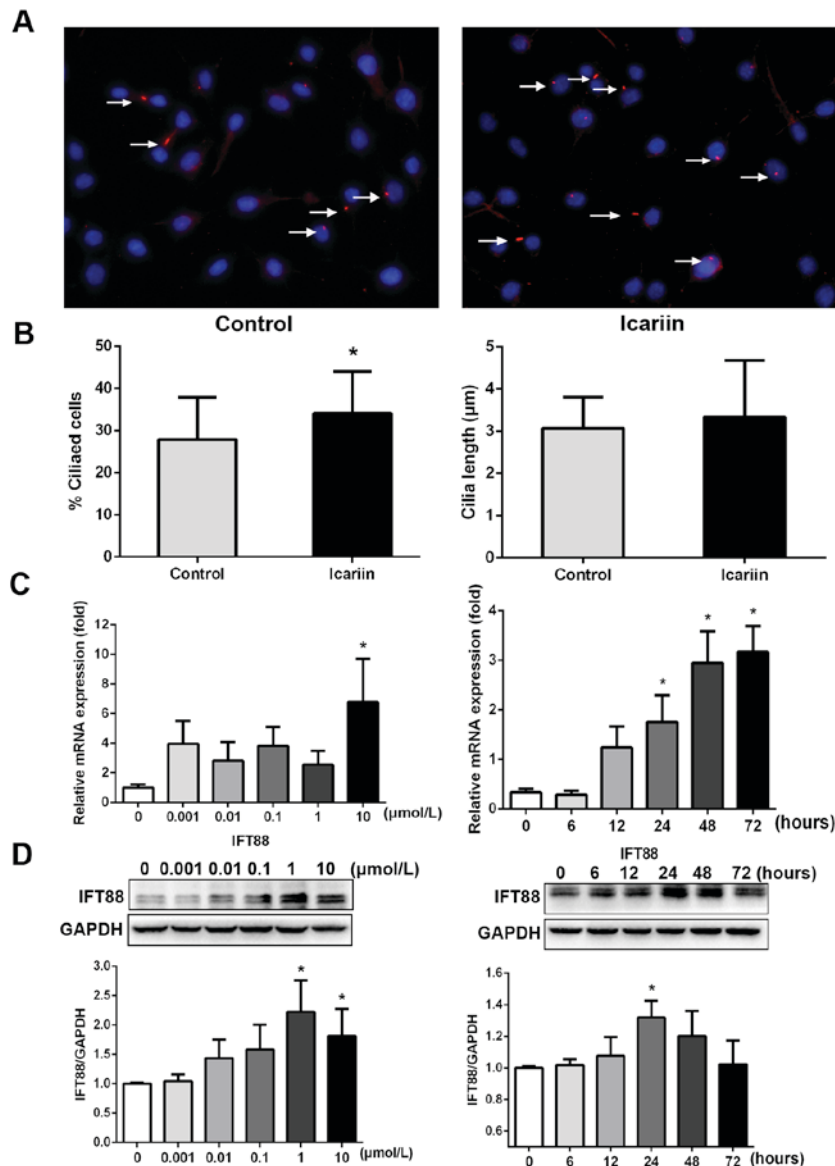 A
Control
Icariin
B
% Ciliaed cells
50
40
30
20
10
0
*
Control
Icariin
Cilia length (µm)
5
4
3
2
1
0
Control
Icariin
C
Relative mRNA expression (fold)
12
10
8
6
4
2
0
*
0 0.001 0.01 0.1 1 10 (µmol/L)
IFT88
Relative mRNA expression (fold)
4
3
2
1
0
* * *
0 6 12 24 48 72 (hours)
IFT88
D
0 0.001 0.01 0.1 1 10 (µmol/L)
IFT88
GAPDH
IFT88/GAPDH
3.0
2.5
2.0
1.5
1.0
0.5
0.0
* *
0 0.001 0.01 0.1 1 10 (µmol/L)
0 6 12 24 48 72 (hours)
IFT88
GAPDH
IFT88/GAPDH
1.6
1.4
1.2
1.0
0.8
0.6
*
0 6 12 24 48 72 (hours)